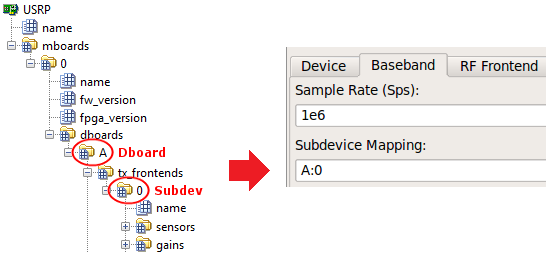 USRP
name
mboards
0
name
fw_version
fpga_version
dboards
A Dboard
tx_frontends
0 Subdev
name
sensors
gains
Device Baseband RF Frontend
Sample Rate (Sps):
1e6
Subdevice Mapping:
A:0